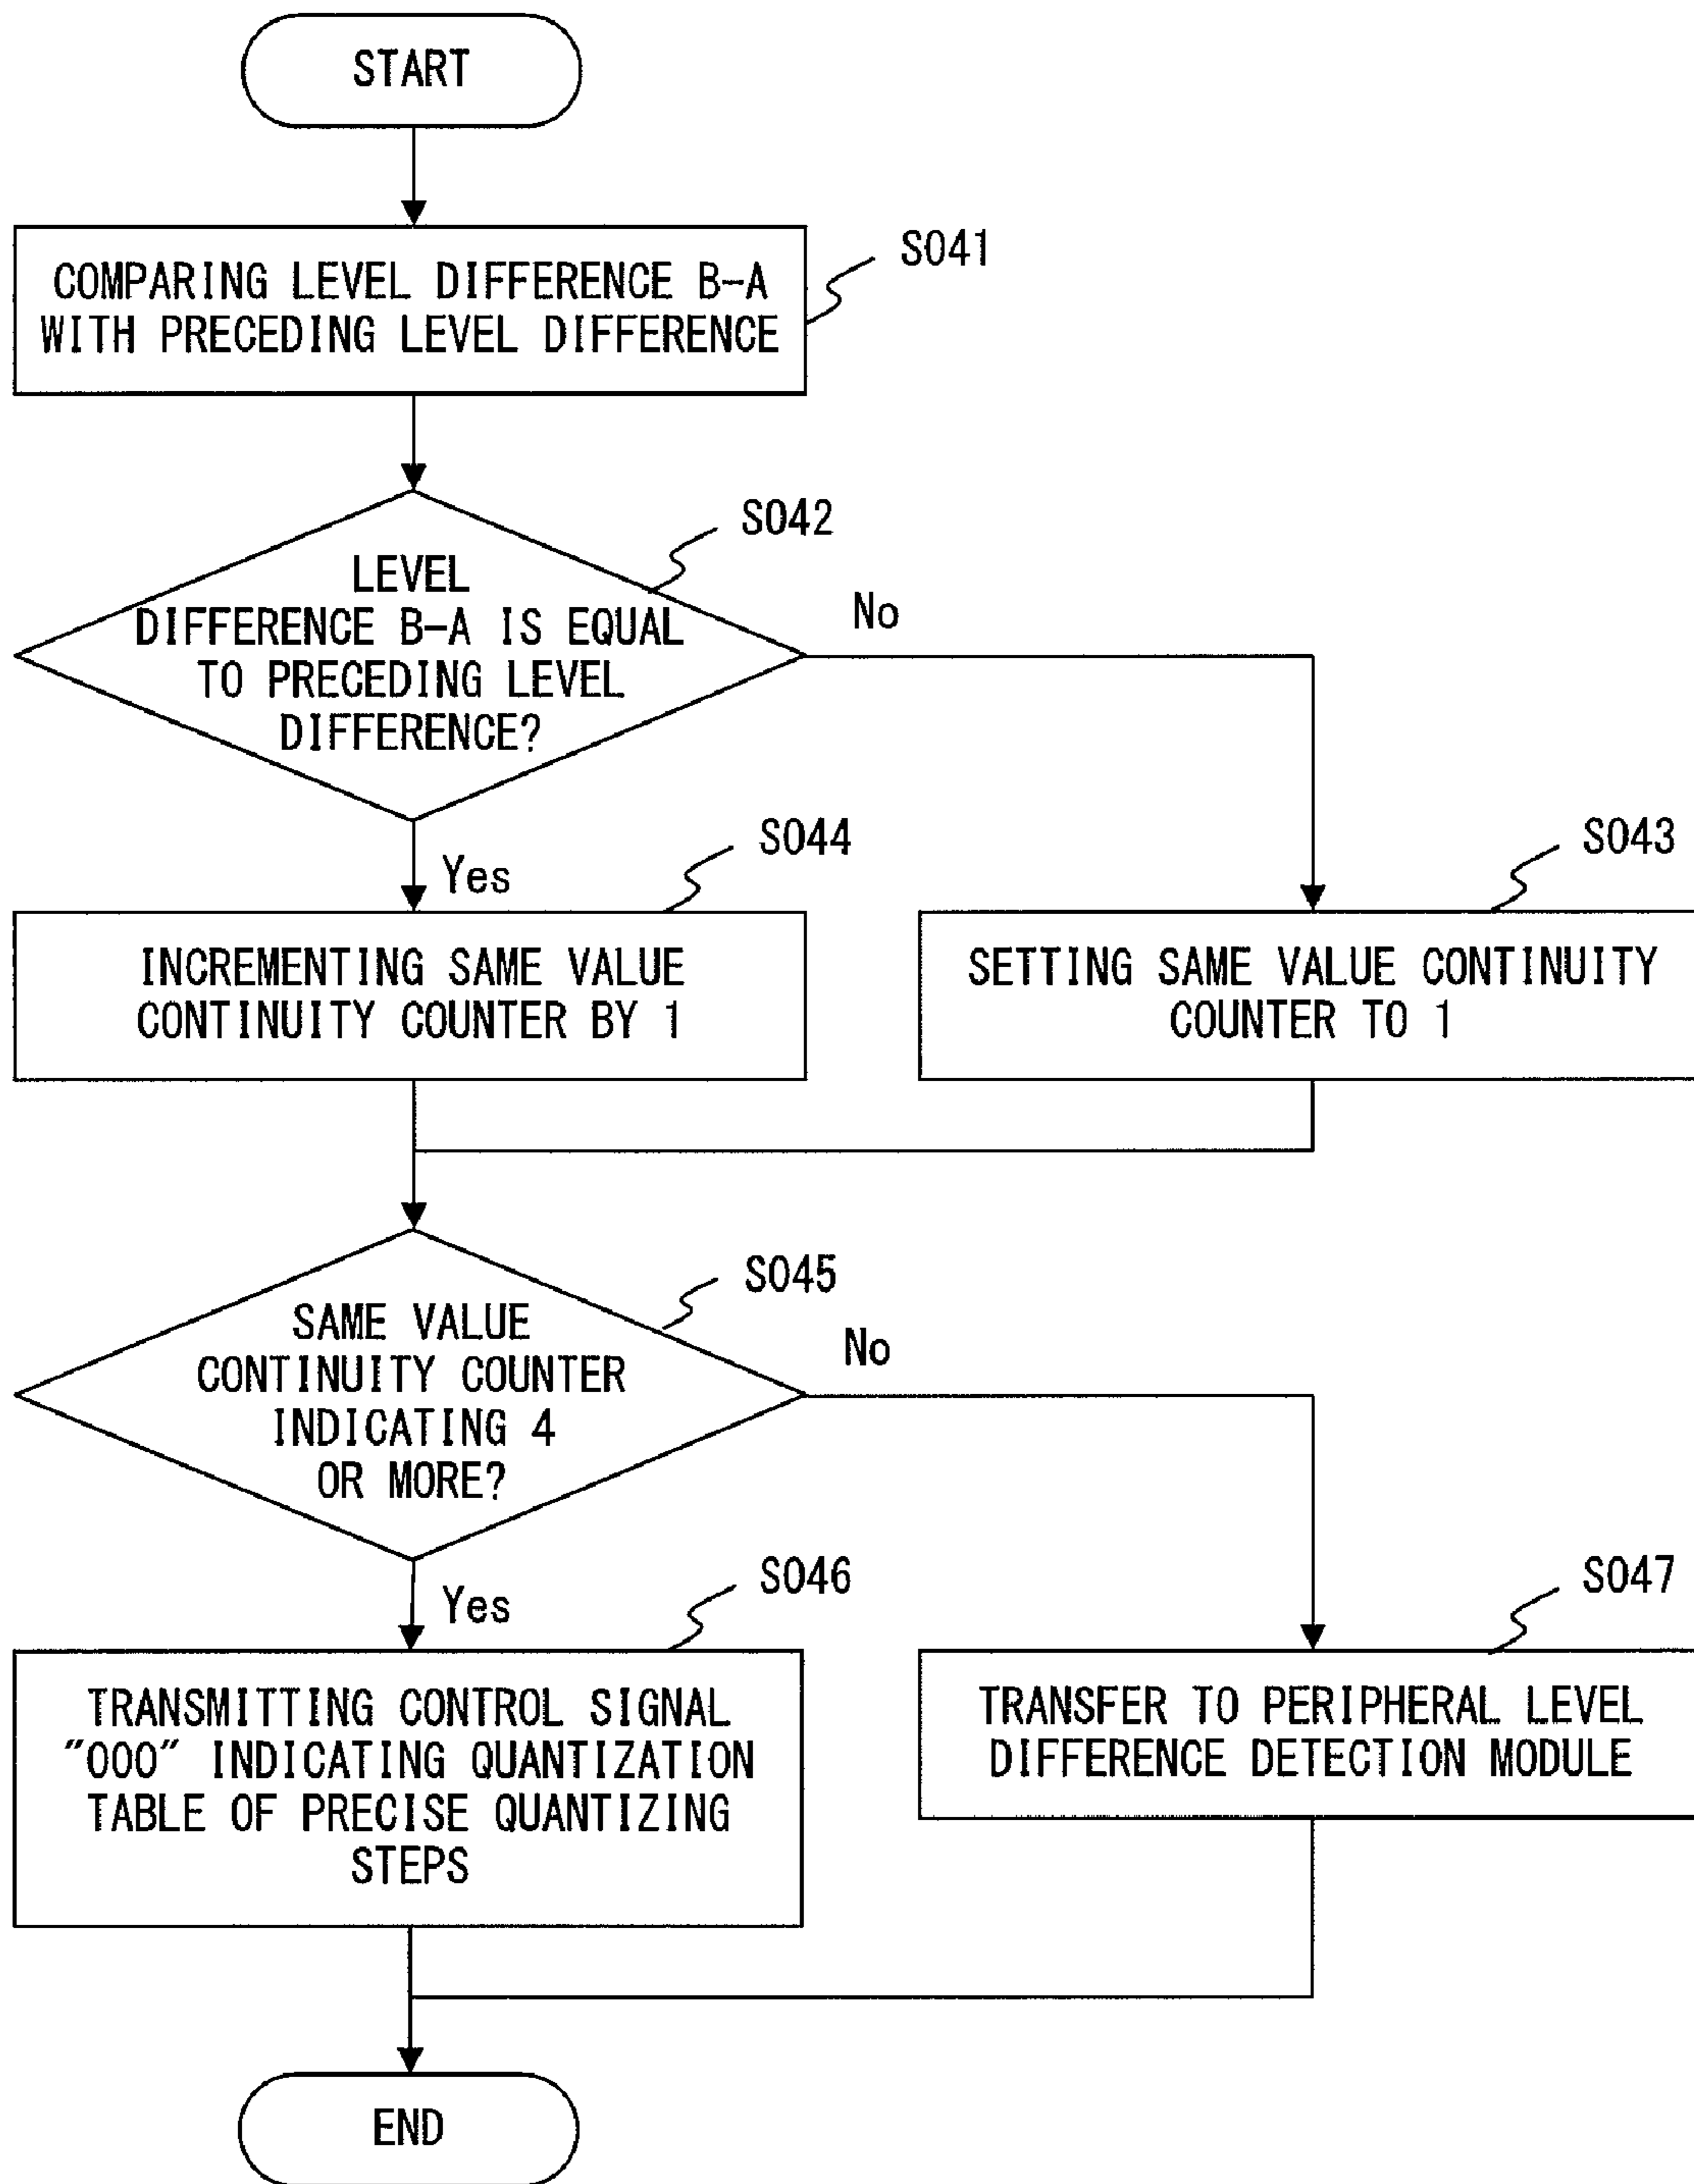 START
S041
COMPARING LEVEL DIFFERENCE B-A
WITH PRECEDING LEVEL DIFFERENCE
S042
LEVEL
DIFFERENCE B-A IS EQUAL
TO PRECEDING LEVEL
DIFFERENCE?
No
Yes
S044
INCREMENTING SAME VALUE
CONTINUITY COUNTER BY 1
S043
SETTING SAME VALUE CONTINUITY
COUNTER TO 1
S045
SAME VALUE
CONTINUITY COUNTER
INDICATING 4
OR MORE?
No
Yes
S046
TRANSMITTING CONTROL SIGNAL
"000" INDICATING QUANTIZATION
TABLE OF PRECISE QUANTIZING
STEPS
S047
TRANSFER TO PERIPHERAL LEVEL
DIFFERENCE DETECTION MODULE
END